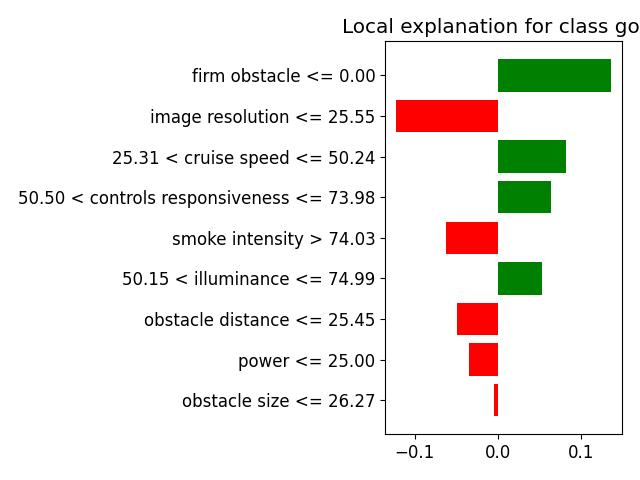 Local explanation for class go
firm obstacle <= 0.00
image resolution <= 25.55
25.31 < cruise speed <= 50.24
50.50 < controls responsiveness <= 73.98
smoke intensity > 74.03
50.15 < illuminance <= 74.99
obstacle distance <= 25.45
power <= 25.00
obstacle size <= 26.27
−0.1 0.0 0.1